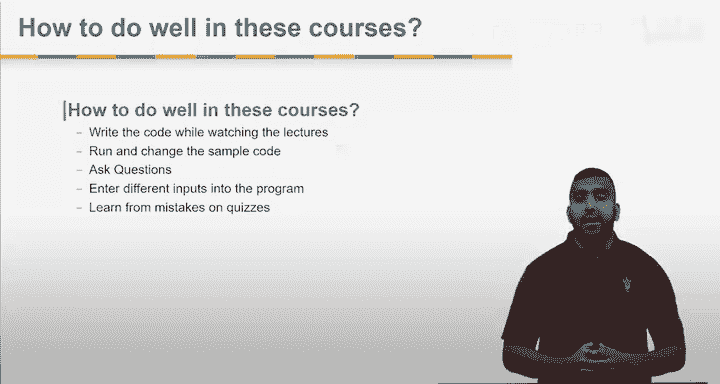 How to do well in these courses?
How to do well in these courses?
– Write the code while watching the lectures
– Run and change the sample code
– Ask Questions
– Enter different inputs into the program
– Learn from mistakes on quizzes